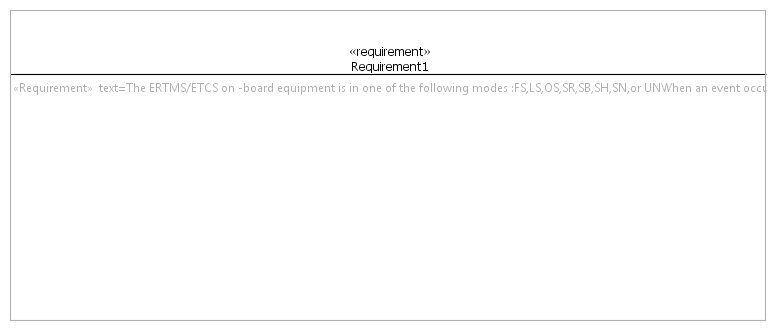 «requirement»
Requirement1
«Requirement» text=The ERTMS/ETCS on -board equipment is in one of the following modes :FS,LS,OS,SR,SB,SH,SN,or UNWhen an event occu